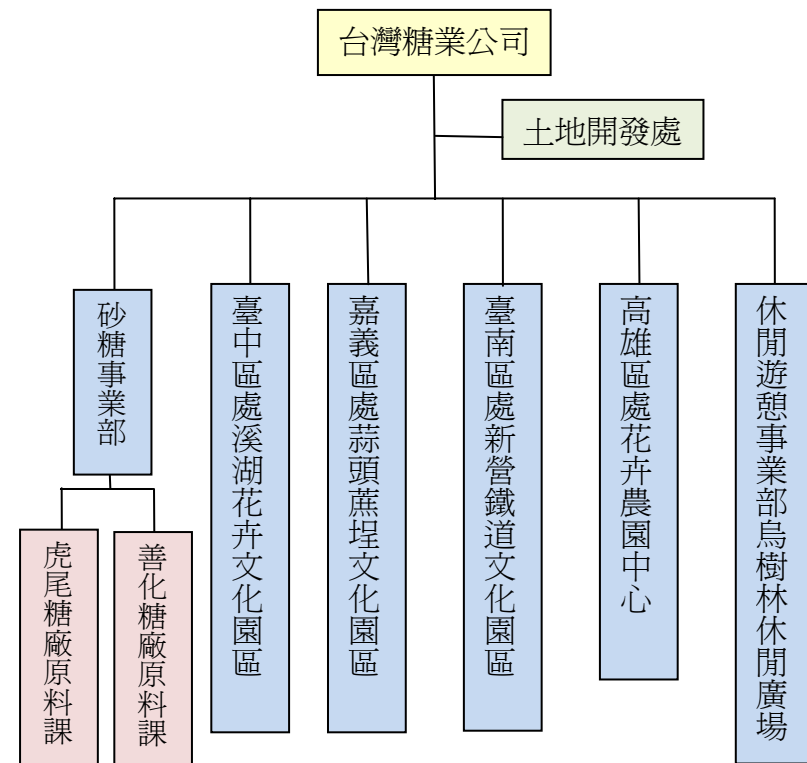 台灣糖業公司
土地開發處
砂糖事業部
臺中區處溪湖花卉文化園區
嘉義區處蒜頭蔗埕文化園區
臺南區處新營鐵道文化園區
高雄區處花卉農園中心
休閒遊憩事業部烏樹林休閒廣場
虎尾糖廠原料課
善化糖廠原料課